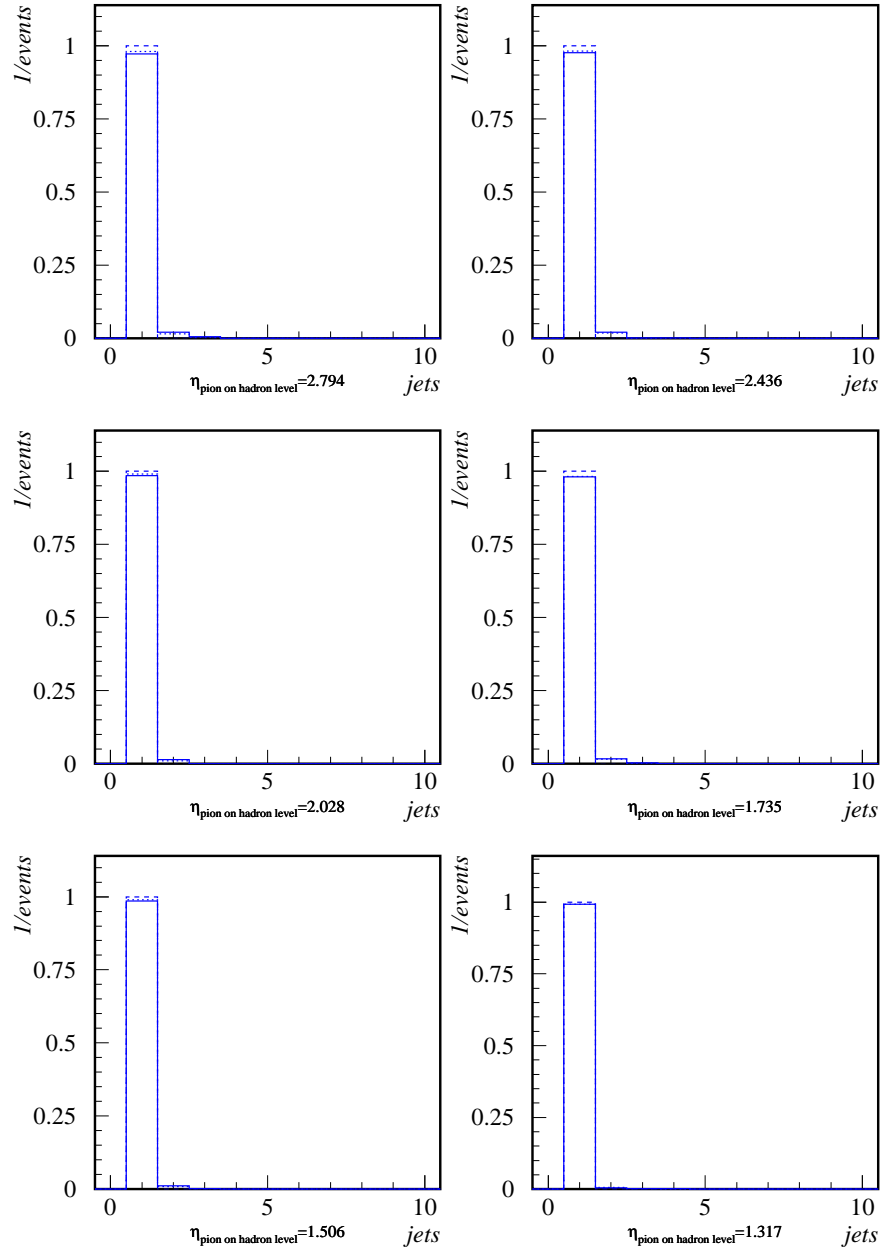 1/events
1
0.75
0.5
0.25
0
0 5 10
η pion on hadron level=2.794 jets
1/events
1
0.75
0.5
0.25
0
0 5 10
η pion on hadron level=2.436 jets
1/events
1
0.75
0.5
0.25
0
0 5 10
η pion on hadron level=2.028 jets
1/events
1
0.75
0.5
0.25
0
0 5 10
η pion on hadron level=1.735 jets
1/events
1
0.75
0.5
0.25
0
0 5 10
η pion on hadron level=1.506 jets
1/events
1
0.75
0.5
0.25
0
0 5 10
η pion on hadron level=1.317 jets